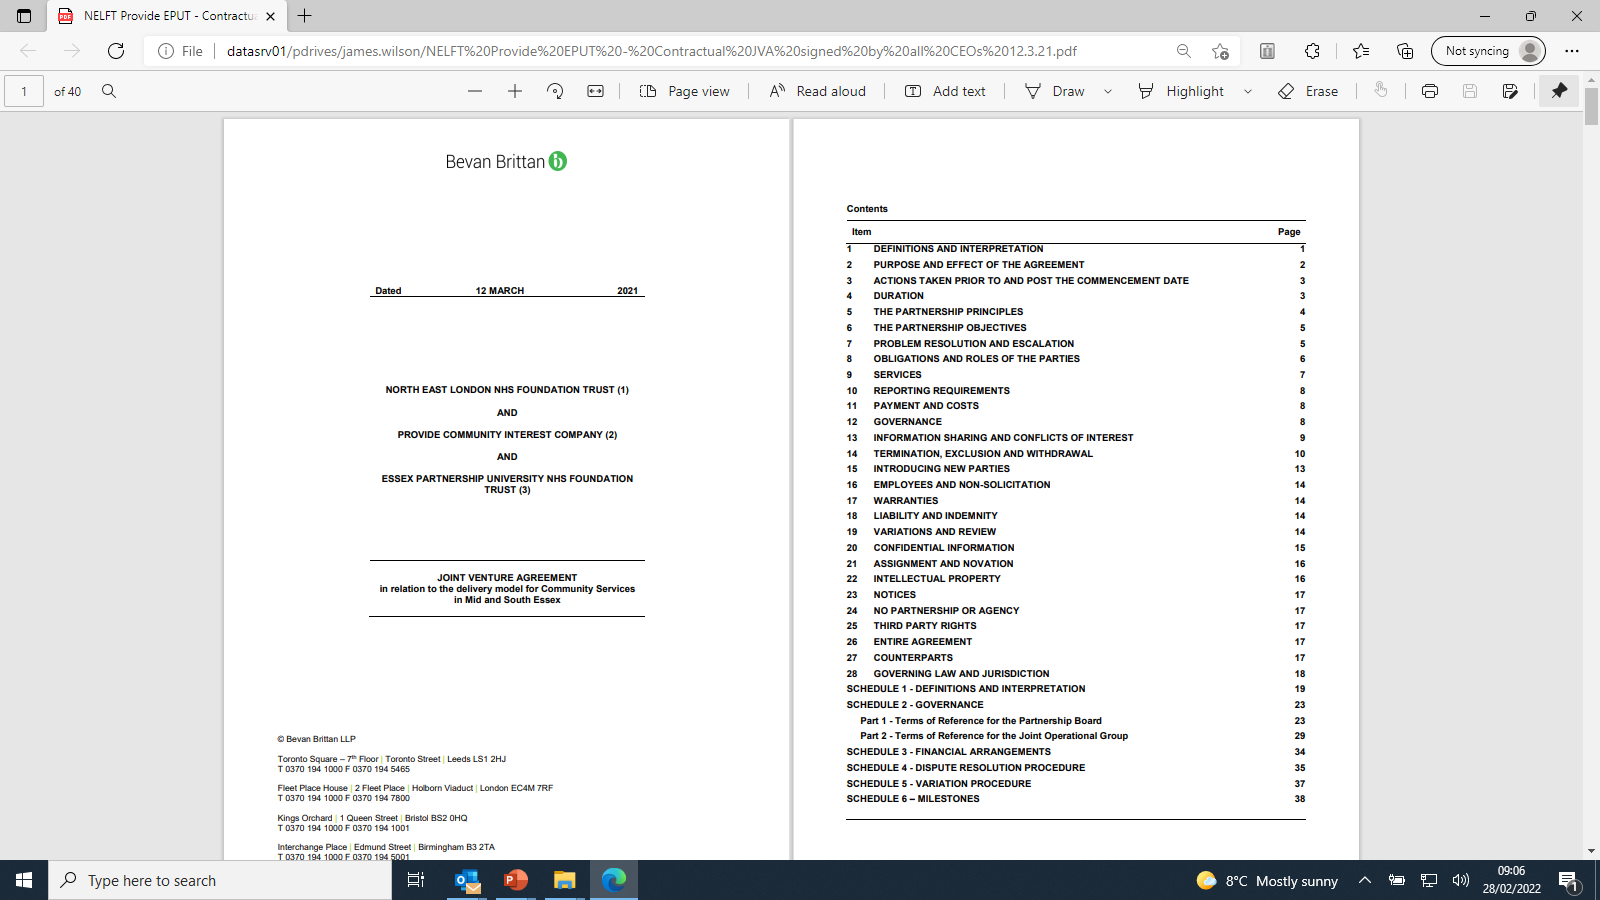 NELFT Provide EPUT - Contractua
File
datasrv01/pdrives/james.wilson/NELFT%20Provide%20EPUT%20-%20Contractual%20JVA%20signed%20by%20all%20CEOs%2012.3.21.pdf
Not syncing
1 of 40
Page view
Read aloud
Add text
Draw
Highlight
Erase
Bevan Brittan b
Dated 12 MARCH 2021
NORTH EAST LONDON NHS FOUNDATION TRUST (1)
AND
PROVIDE COMMUNITY INTEREST COMPANY (2)
AND
ESSEX PARTNERSHIP UNIVERSITY NHS FOUNDATION
TRUST (3)
JOINT VENTURE AGREEMENT
in relation to the delivery model for Community Services
in Mid and South Essex
© Bevan Brittan LLP
Toronto Square – 7th Floor | Toronto Street | Leeds LS1 2HJ
T 0370 194 1000 F 0370 194 5465
Fleet Place House | 2 Fleet Place | Holborn Viaduct | London EC4M 7RF
T 0370 194 1000 F 0370 194 7800
Kings Orchard | 1 Queen Street | Bristol BS2 0HQ
T 0370 194 1000 F 0370 194 1001
Interchange Place | Edmund Street | Birmingham B3 2TA
T 0370 194 1000 F 0370 194 5001
Contents
Item Page
1 DEFINITIONS AND INTERPRETATION 1
2 PURPOSE AND EFFECT OF THE AGREEMENT 2
3 ACTIONS TAKEN PRIOR TO AND POST THE COMMENCEMENT DATE 3
4 DURATION 3
5 THE PARTNERSHIP PRINCIPLES 4
6 THE PARTNERSHIP OBJECTIVES 5
7 PROBLEM RESOLUTION AND ESCALATION 5
8 OBLIGATIONS AND ROLES OF THE PARTIES 6
9 SERVICES 7
10 REPORTING REQUIREMENTS 8
11 PAYMENT AND COSTS 8
12 GOVERNANCE 8
13 INFORMATION SHARING AND CONFLICTS OF INTEREST 9
14 TERMINATION, EXCLUSION AND WITHDRAWAL 10
15 INTRODUCING NEW PARTIES 13
16 EMPLOYEES AND NON-SOLICITATION 14
17 WARRANTIES 14
18 LIABILITY AND INDEMNITY 14
19 VARIATIONS AND REVIEW 14
20 CONFIDENTIAL INFORMATION 15
21 ASSIGNMENT AND NOVATION 16
22 INTELLECTUAL PROPERTY 16
23 NOTICES 17
24 NO PARTNERSHIP OR AGENCY 17
25 THIRD PARTY RIGHTS 17
26 ENTIRE AGREEMENT 17
27 COUNTERPARTS 17
28 GOVERNING LAW AND JURISDICTION 18
SCHEDULE 1 - DEFINITIONS AND INTERPRETATION 19
SCHEDULE 2 - GOVERNANCE 23
Part 1 - Terms of Reference for the Partnership Board 23
Part 2 - Terms of Reference for the Joint Operational Group 29
SCHEDULE 3 - FINANCIAL ARRANGEMENTS 34
SCHEDULE 4 - DISPUTE RESOLUTION PROCEDURE 35
SCHEDULE 5 - VARIATION PROCEDURE 37
SCHEDULE 6 – MILESTONES 38
Type here to search
8°C Mostly sunny
09:06
28/02/2022
1